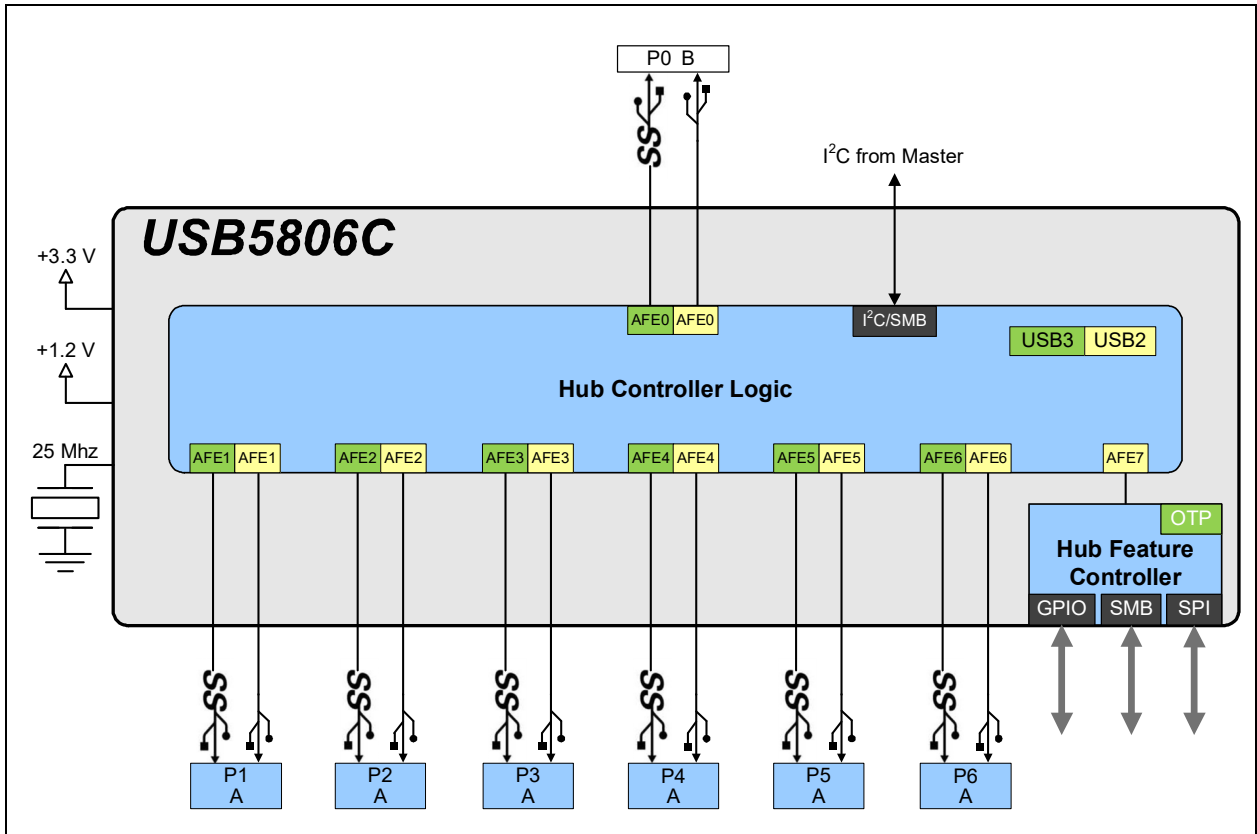 P0 B
SS
I²C from Master
USB5806C
+3.3 V
AFE0 AFE0
I²C/SMB
USB3 USB2
+1.2 V
Hub Controller Logic
25 Mhz
AFE1 AFE1 AFE2 AFE2 AFE3 AFE3 AFE4 AFE4 AFE5 AFE5 AFE6 AFE6 AFE7
OTP
Hub Feature
Controller
GPIO SMB SPI
SS SS SS SS SS SS
P1
A
P2
A
P3
A
P4
A
P5
A
P6
A